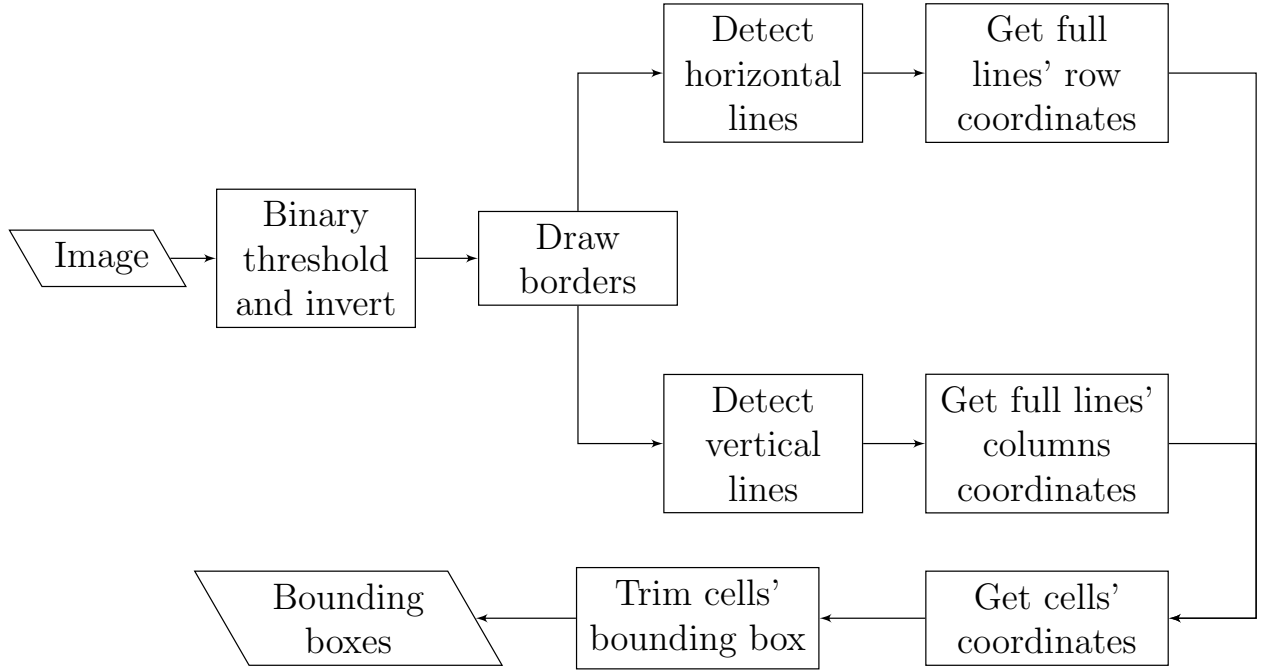 Image
Binary
threshold
and invert
Draw
borders
Detect
horizontal
lines
Get full
lines’ row
coordinates
Detect
vertical
lines
Get full lines’
columns
coordinates
Get cells’
coordinates
Trim cells’
bounding box
Bounding
boxes